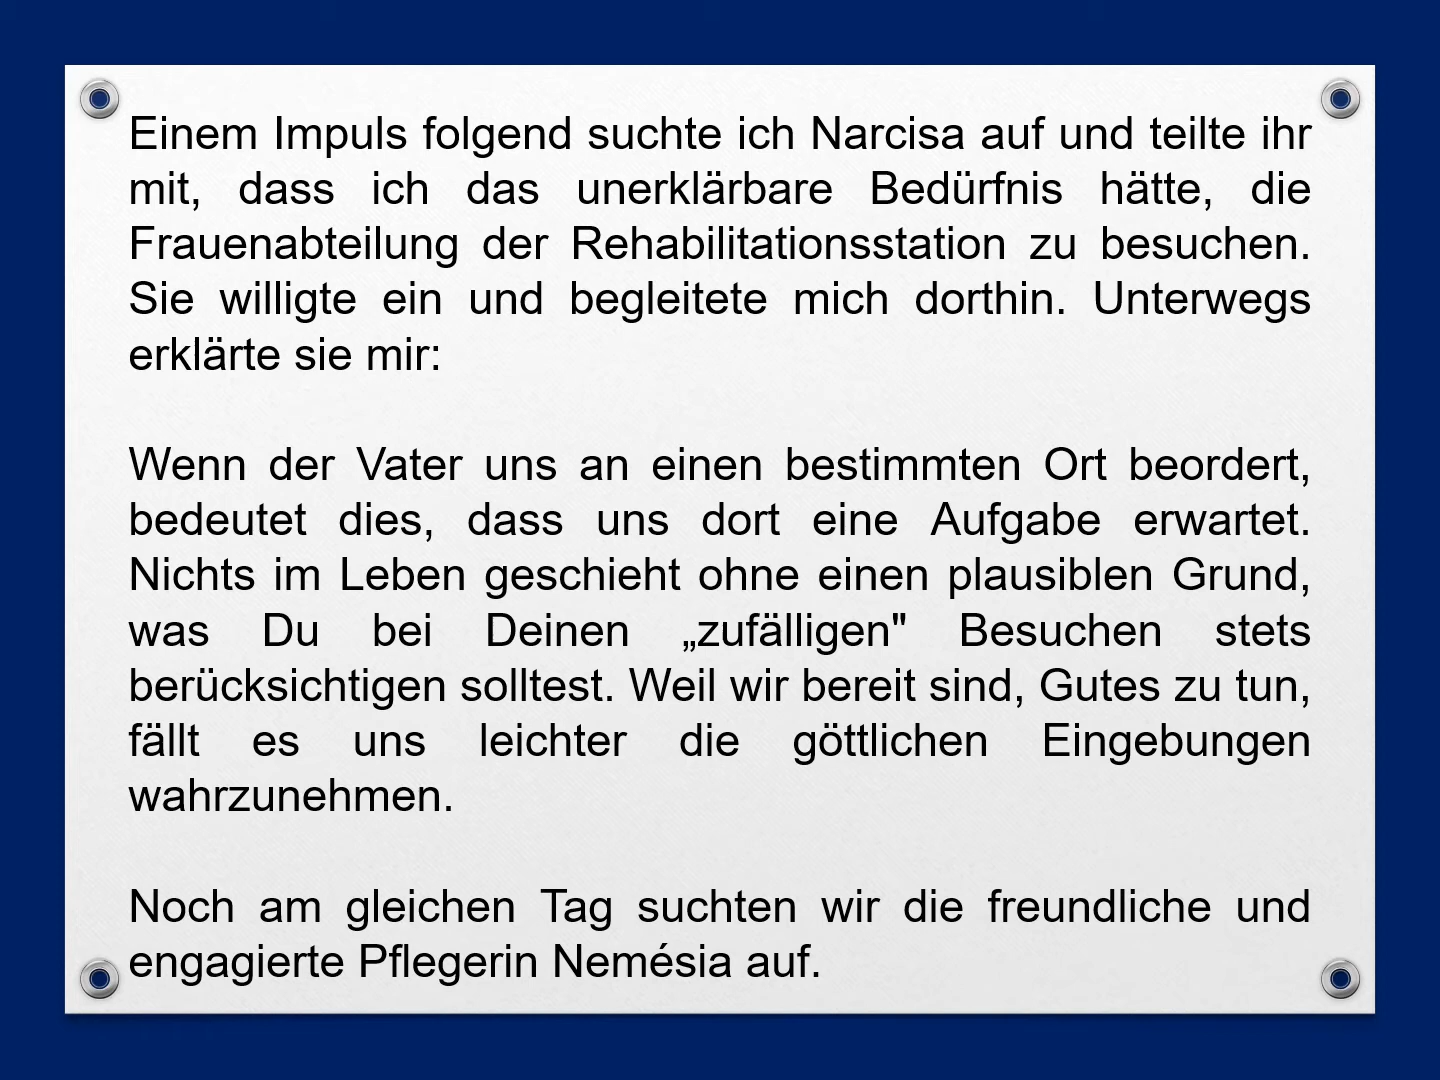 Einem Impuls folgend suchte ich Narcisa auf und teilte ihr
mit, dass ich das unerklärbare Bedürfnis hätte, die
Frauenabteilung der Rehabilitationsstation zu besuchen.
Sie willigte ein und begleitete mich dorthin. Unterwegs
erklärte sie mir:
Wenn der Vater uns an einen bestimmten Ort beordert,
bedeutet dies, dass uns dort eine Aufgabe erwartet.
Nichts im Leben geschieht ohne einen plausiblen Grund,
was Du bei Deinen „zufälligen" Besuchen stets
berücksichtigen solltest. Weil wir bereit sind, Gutes zu tun,
fällt es uns leichter die göttlichen Eingebungen
wahrzunehmen.
Noch am gleichen Tag suchten wir die freundliche und
engagierte Pflegerin Nemésia auf.